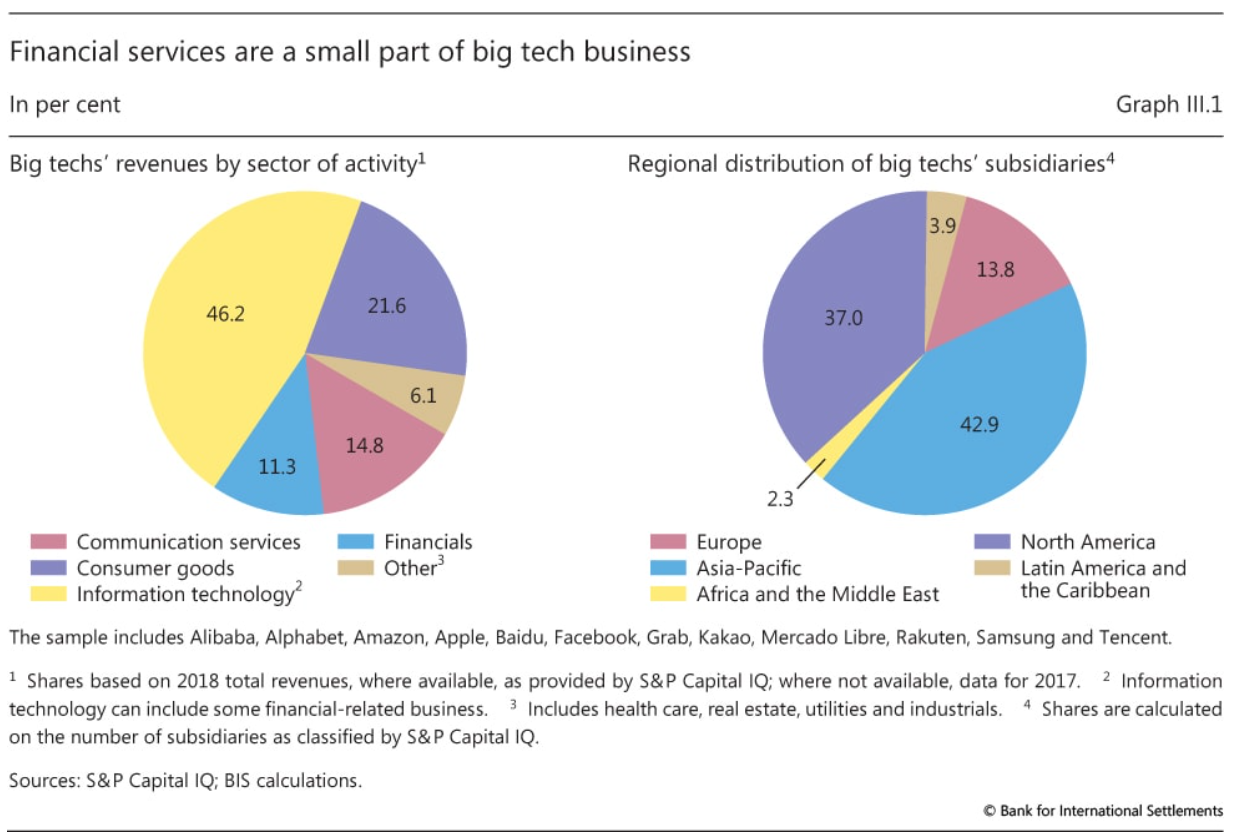 Financial services are a small part of big tech business
In per cent
Graph III.1
Big techs’ revenues by sector of activity1
46.2
21.6
6.1
14.8
11.3
Communication services
Consumer goods
Information technology2
Financials
Other3
Regional distribution of big techs’ subsidiaries4
3.9
13.8
37.0
42.9
2.3
Europe
Asia-Pacific
Africa and the Middle East
North America
Latin America and
the Caribbean
The sample includes Alibaba, Alphabet, Amazon, Apple, Baidu, Facebook, Grab, Kakao, Mercado Libre, Rakuten, Samsung and Tencent.
1 Shares based on 2018 total revenues, where available, as provided by S&P Capital IQ; where not available, data for 2017. 2 Information
technology can include some financial-related business. 3 Includes health care, real estate, utilities and industrials. 4 Shares are calculated
on the number of subsidiaries as classified by S&P Capital IQ.
Sources: S&P Capital IQ; BIS calculations.
© Bank for International Settlements